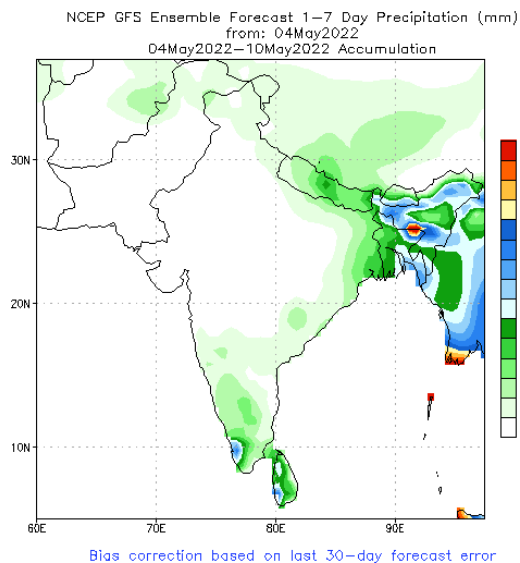 NCEP GFS Ensemble Forecast 1-7 Day Precipitation (mm)
from: 04May2022
04May2022-10May2022 Accumulation
30N
20N
10N
60E
70E
80E
90E
Bias correction based on last 30-day forecast error